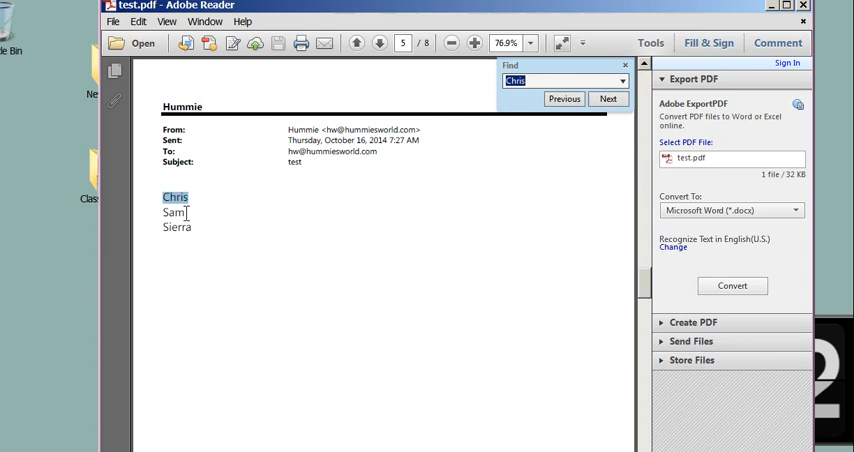 test.pdf - Adobe Reader
le Bin
File Edit View Window Help
Open 5 / 8 76.9% Tools Fill & Sign Comment
Find
Chris
Previous Next
Sign In
Export PDF
Adobe ExportPDF
Convert PDF files to Word or Excel
online.
Select PDF File:
test.pdf
1 file / 32 KB
Convert To:
Microsoft Word (*.docx)
Recognize Text in English(U.S.)
Change
Convert
Create PDF
Send Files
Store Files
Ne
Clas
Hummie
From: Hummie <hw@hummiesworld.com>
Sent: Thursday, October 16, 2014 7:27 AM
To: hw@hummiesworld.com
Subject: test
Chris
Sam
Sierra
2